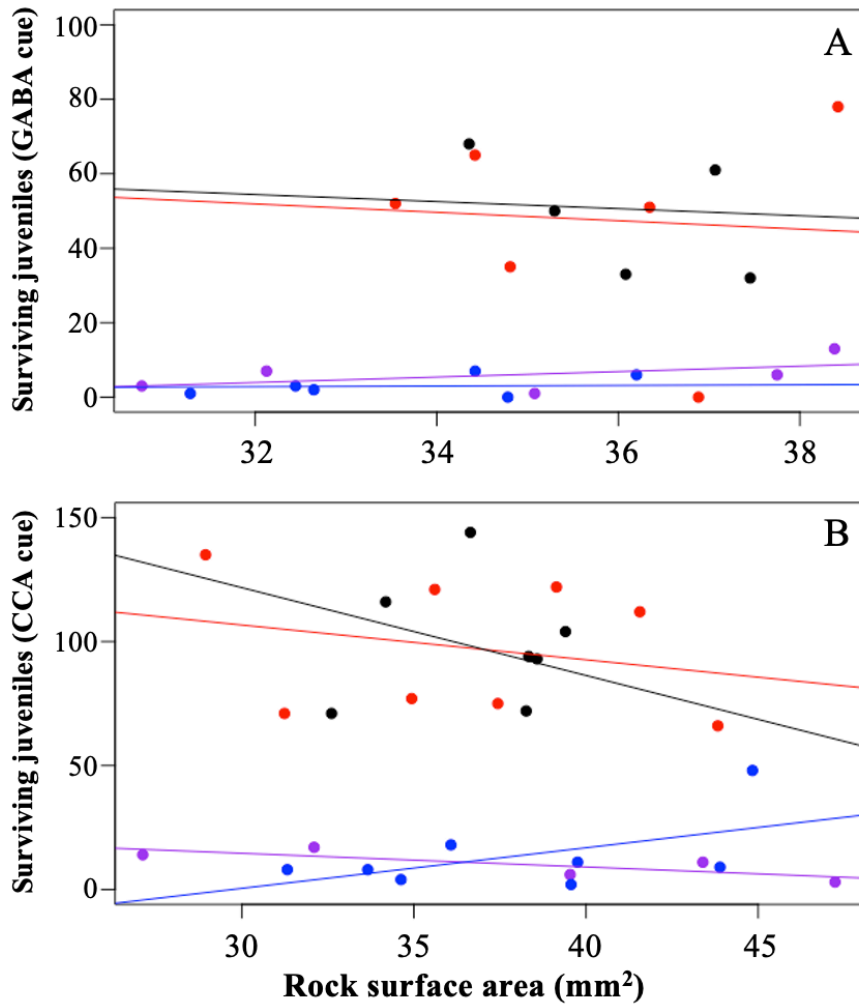 A
Surviving juveniles (GABA cue)
100
80
60
40
20
0
32 34 36 38
B
Surviving juveniles (CCA cue)
150
100
50
0
30 35 40 45
Rock surface area (mm²)